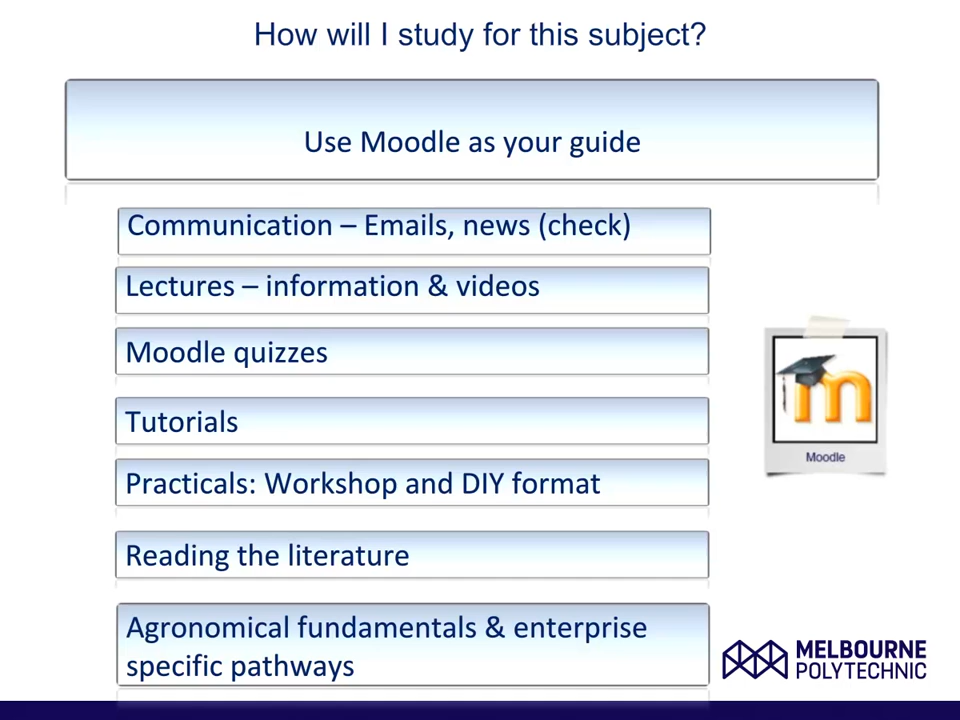 How will I study for this subject?
Use Moodle as your guide
Communication – Emails, news (check)
Lectures – information & videos
Moodle quizzes
Tutorials
Practicals: Workshop and DIY format
Reading the literature
Agronomical fundamentals & enterprise
specific pathways
m
Moodle
MELBOURNE
POLYTECHNIC